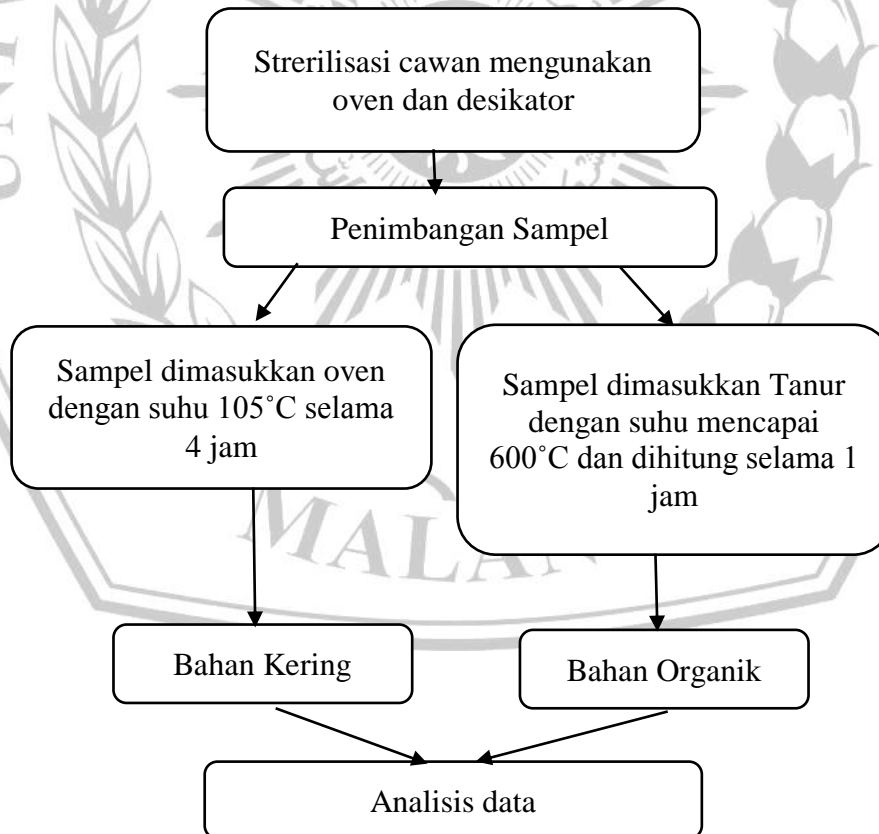 Strerilisasi cawan mengunakan
oven dan desikator
Penimbangan Sampel
Sampel dimasukkan oven
dengan suhu 105˚C selama
4 jam
Sampel dimasukkan Tanur
dengan suhu mencapai
600˚C dan dihitung selama 1
jam
MALAN
Bahan Kering
Bahan Organik
Analisis data